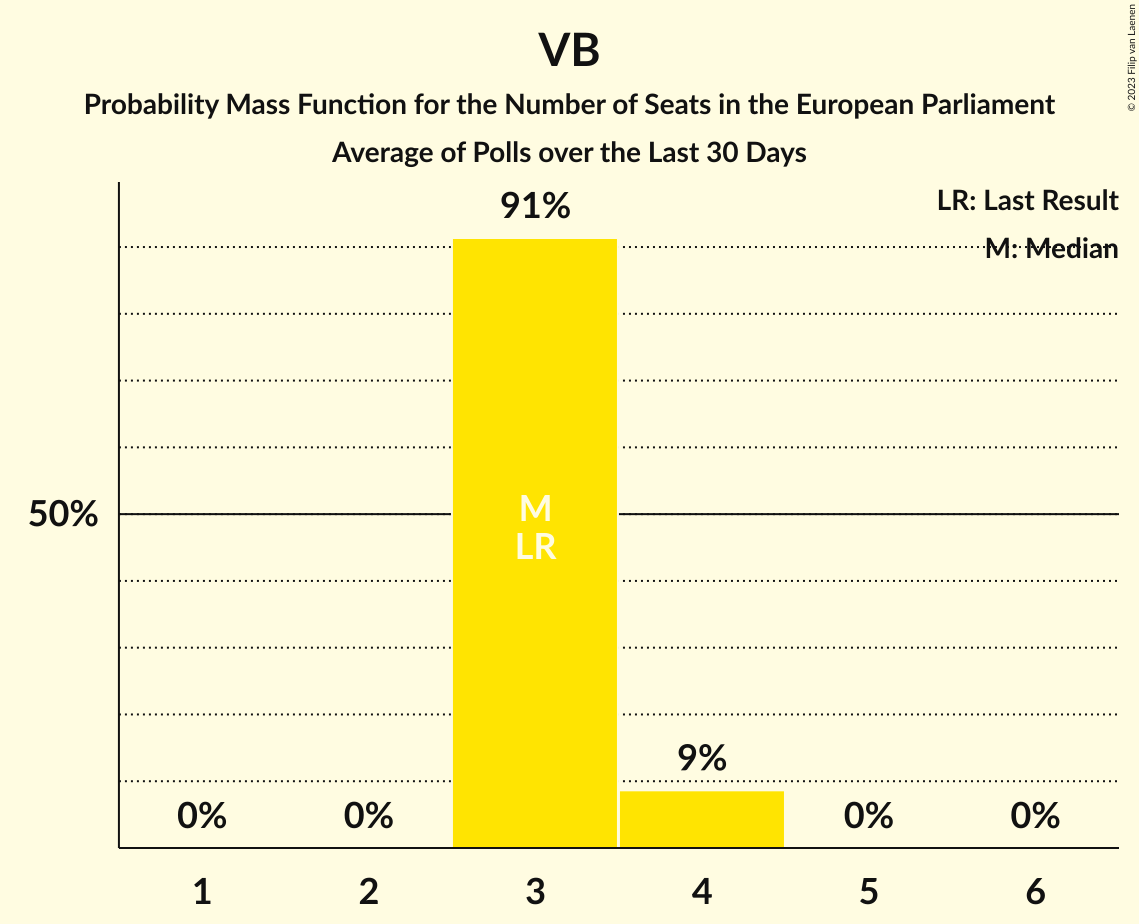 VB
Probability Mass Function for the Number of Seats in the European Parliament
Average of Polls over the Last 30 Days
© 2023 Filip van Laenen
LR: Last Result
M: Median
91%
50%
M
LR
9%
0%
0%
0%
0%
1 2 3 4 5 6